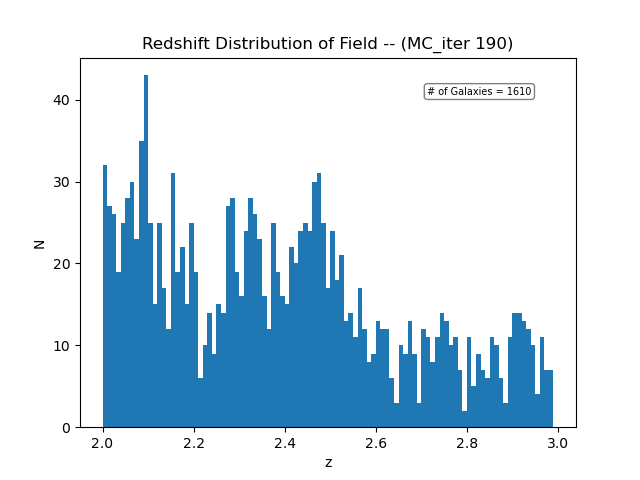 Redshift Distribution of Field -- (MC_iter 190)
# of Galaxies = 1610
40
30
20
10
0
N
2.0 2.2 2.4 2.6 2.8 3.0
z